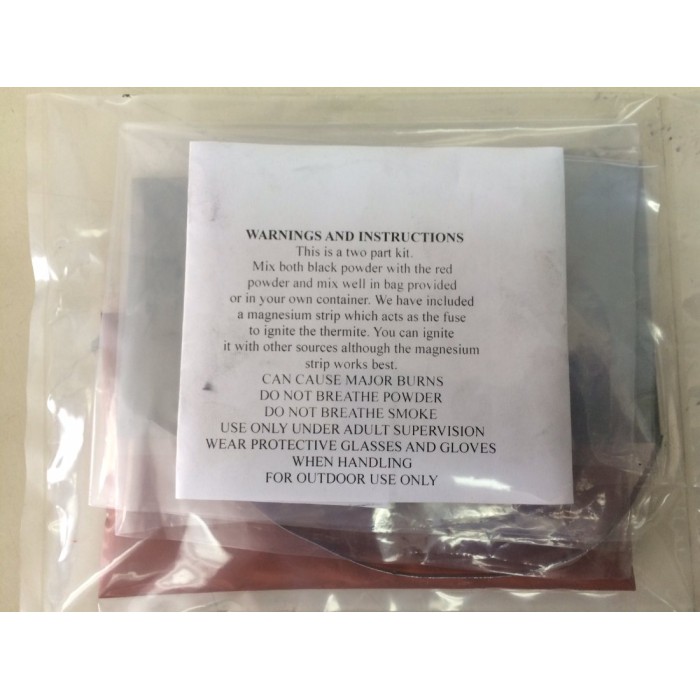 WARNINGS AND INSTRUCTIONS
This is a two part kit.
Mix both black powder with the red
powder and mix well in bag provided
or in your own container. We have included
a magnesium strip which acts as the fuse
to ignite the thermite. You can ignite
it with other sources although the magnesium
strip works best.
CAN CAUSE MAJOR BURNS
DO NOT BREATHE POWDER
DO NOT BREATHE SMOKE
USE ONLY UNDER ADULT SUPERVISION
WEAR PROTECTIVE GLASSES AND GLOVES
WHEN HANDLING
FOR OUTDOOR USE ONLY